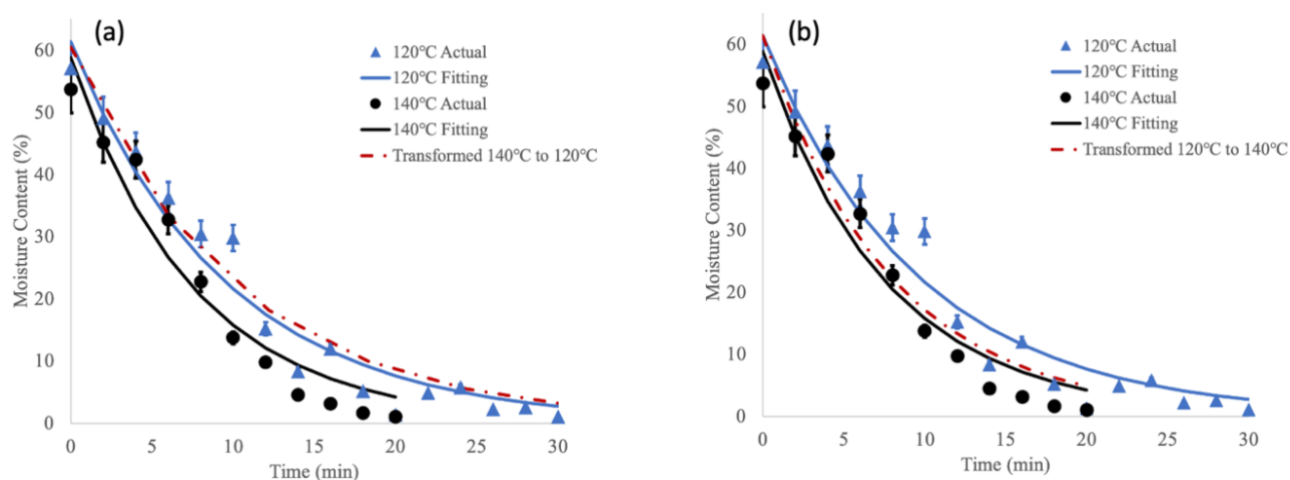 (a)
120℃ Actual
120℃ Fitting
140℃ Actual
140℃ Fitting
Transformed 140℃ to 120℃
Moisture Content (%)
60
50
40
30
20
10
0
0 5 10 15 20 25 30
Time (min)
(b)
120℃ Actual
120℃ Fitting
140℃ Actual
140℃ Fitting
Transformed 120℃ to 140℃
Moisture Content (%)
60
50
40
30
20
10
0
0 5 10 15 20 25 30
Time (min)